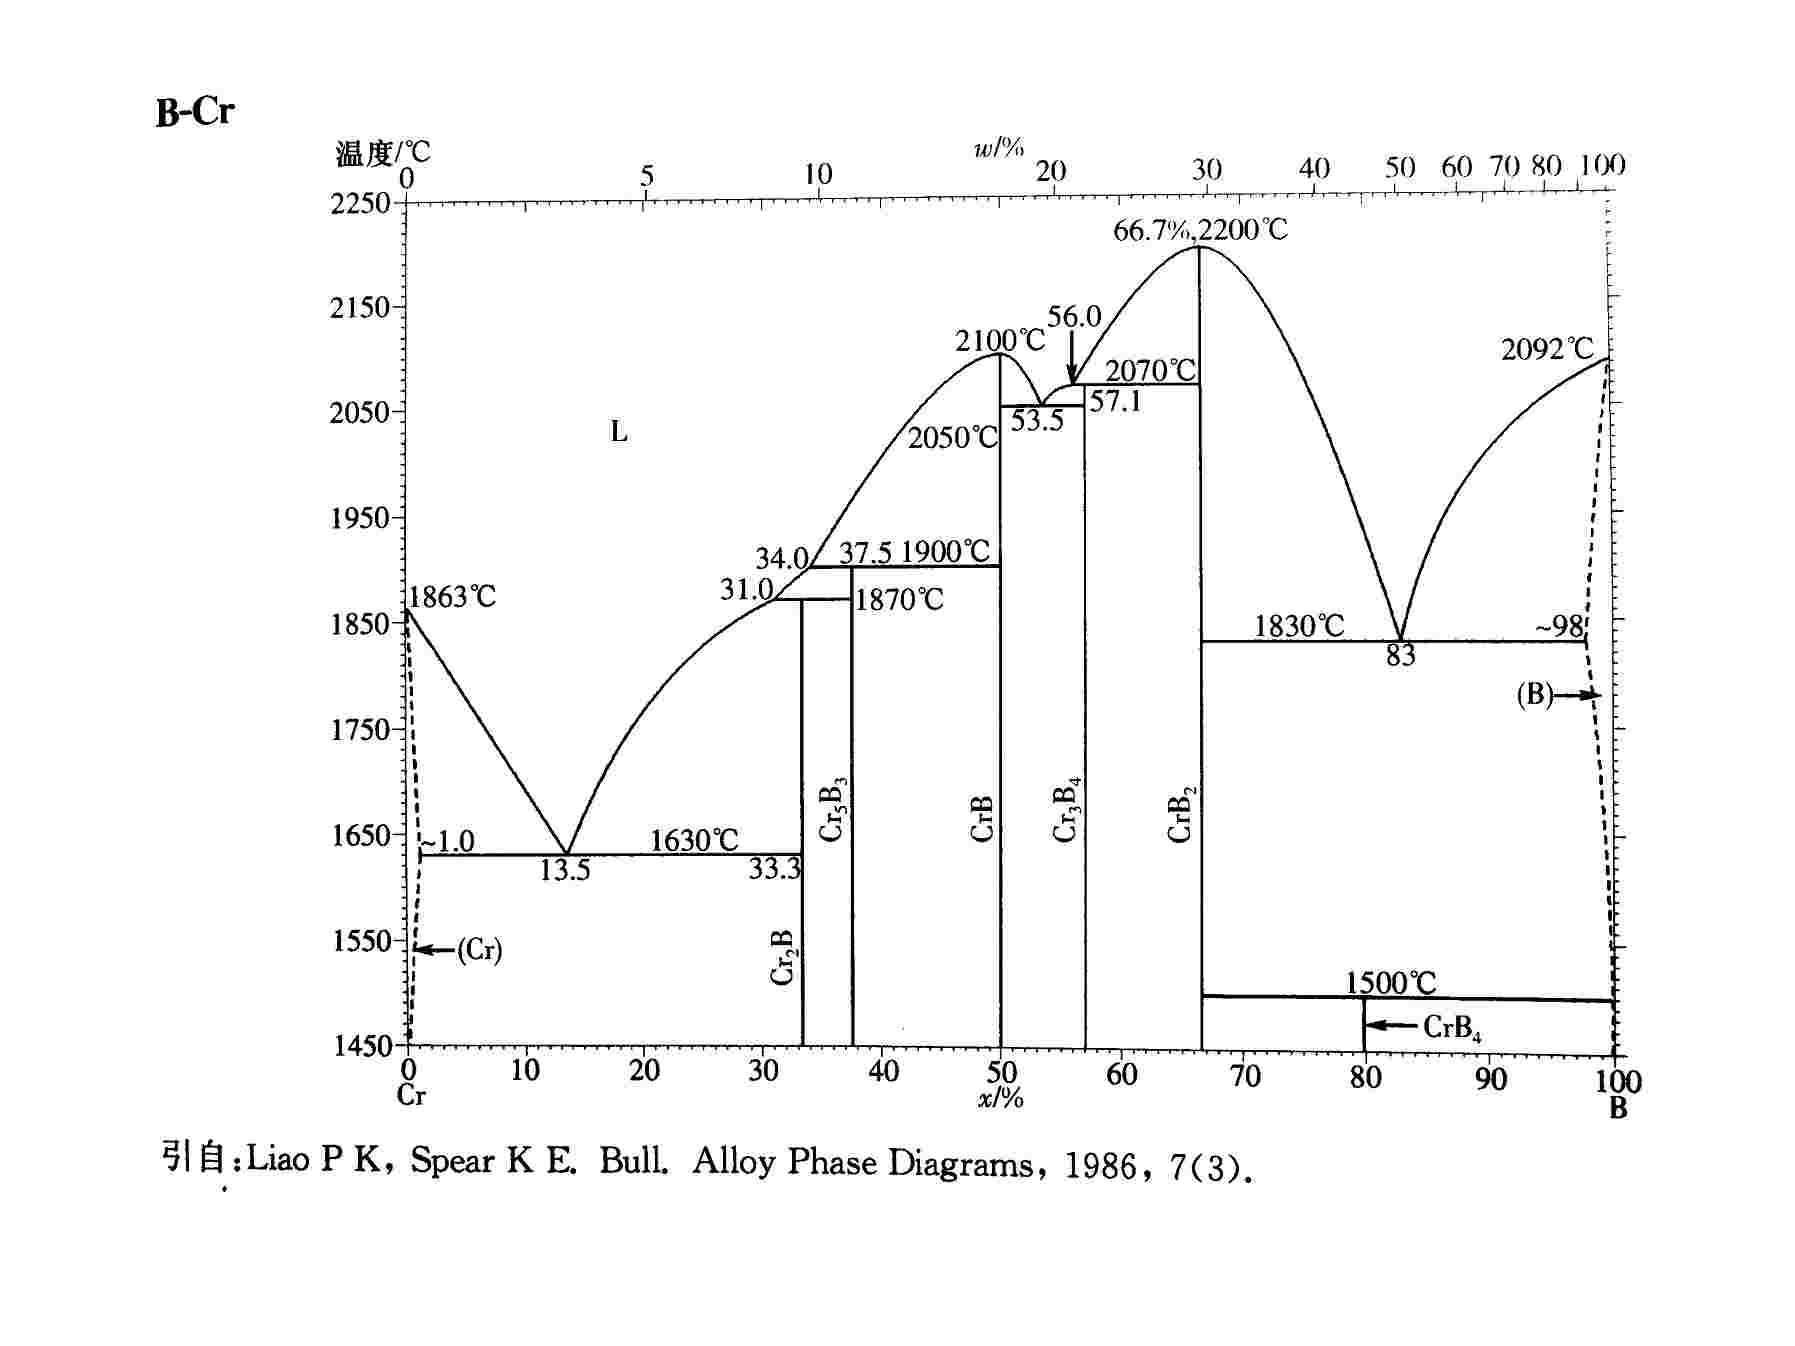 B-Cr
温度/℃
w/%
0 5 10 20 30 40 50 60 70 80 100
2250
66.7%,2200℃
2150
56.0
2100℃
2092℃
2070℃
57.1
2050
53.5
L
2050℃
1950
34.0
37.5 1900℃
31.0
1863℃
1870℃
1850
1830℃
~98
83
(B)
1750
Cr₅B₃
CrB
Cr₃B₄
CrB₂
1650
~1.0
1630℃
13.5
33.3
1550
(Cr)
Cr₂B
1500℃
CrB₄
1450
0 10 20 30 40 50 60 70 80 90 100
Cr
x/%
B
引自:Liao P K, Spear K E. Bull. Alloy Phase Diagrams, 1986, 7(3).